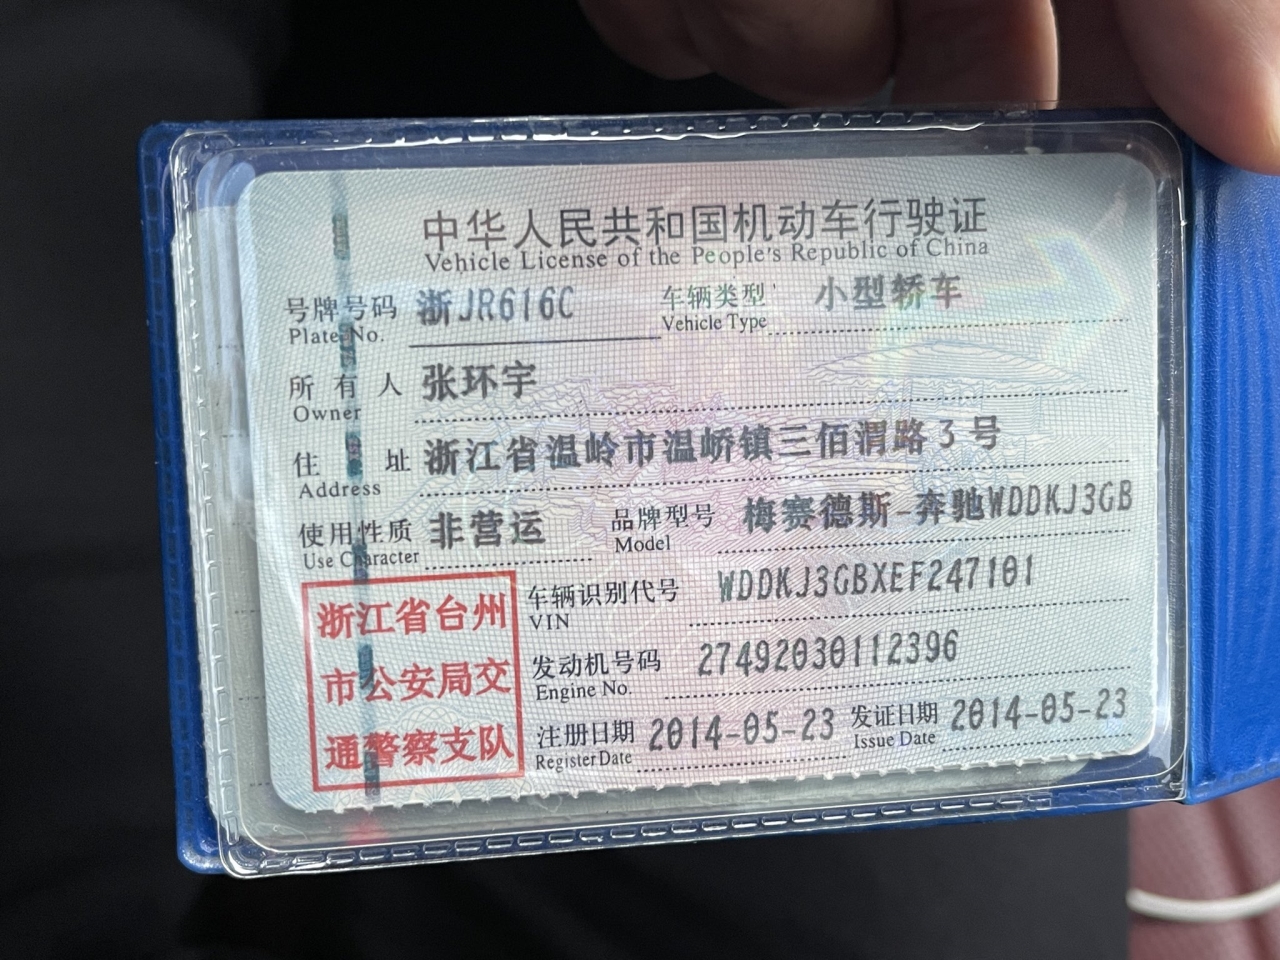 中华人民共和国机动车行驶证
Vehicle License of the People's Republic of China
号牌号码 浙JR616C 车辆类型 小型轿车
Plate No. Vehicle Type
所有人 张环宇
Owner
住址 浙江省温岭市温峤镇三佰渭路3号
Address
使用性质 非营运 品牌型号 梅赛德斯-奔驰WDDKJ3GB
Use Character Model
浙江省台州
市公安局交
通警察支队
车辆识别代号 WDDKJ3GBXEF247101
VIN
发动机号码 27492030112396
Engine No.
注册日期 2014-05-23 发证日期 2014-05-23
Register Date Issue Date